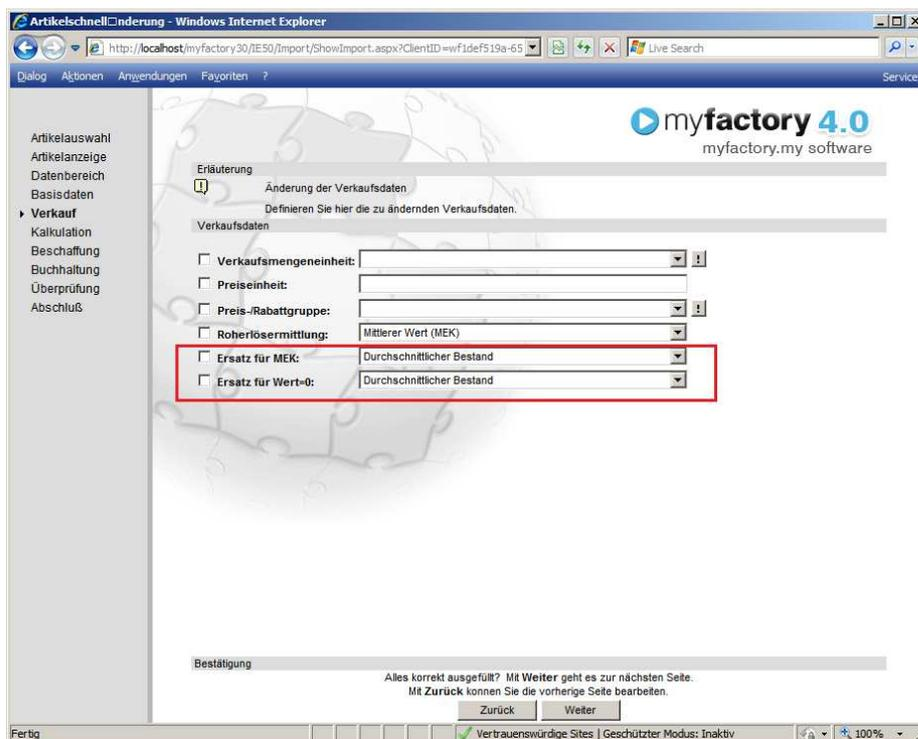 Artikelschnell□nderung - Windows Internet Explorer
http://localhost/myfactory30/IE50/Import/ShowImport.aspx?ClientID=wf1def519a-65
Live Search
Dialog Aktionen Anwendungen Favoriten ? Service
myfactory 4.0
myfactory.my software
Artikelauswahl
Artikelanzeige
Datenbereich
Basisdaten
Verkauf
Kalkulation
Beschaffung
Buchhaltung
Überprüfung
Abschluß
Erläuterung
Änderung der Verkaufsdaten
Definieren Sie hier die zu ändernden Verkaufsdaten.
Verkaufsdaten
Verkaufsmengeneinheit: !
Preiseinheit:
Preis-/Rabattgruppe: !
Roherlösermittlung: Mittlerer Wert (MEK)
Ersatz für MEK: Durchschnittlicher Bestand
Ersatz für Wert=0: Durchschnittlicher Bestand
Bestätigung
Alles korrekt ausgefüllt? Mit Weiter geht es zur nächsten Seite.
Mit Zurück konnen Sie die vorherige Seite bearbeiten.
Zurück Weiter
Fertig Vertrauenswürdige Sites | Geschützter Modus: Inaktiv 100%